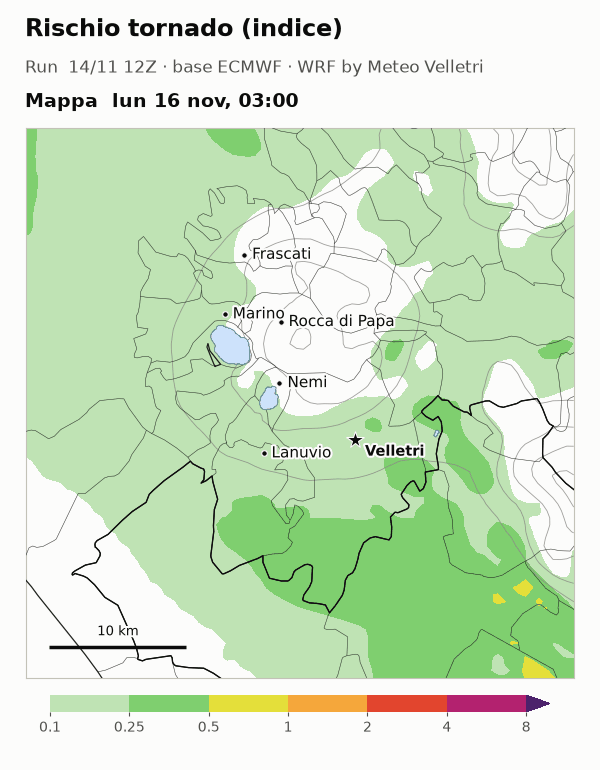 Rischio tornado (indice)
Run  14/11 12Z · base ECMWF · WRF by Meteo Velletri
Mappa  lun 16 nov, 03:00
Frascati
Marino
Rocca di Papa
Nemi
Lanuvio
Velletri
10 km
0.1 0.25 0.5 1 2 4 8